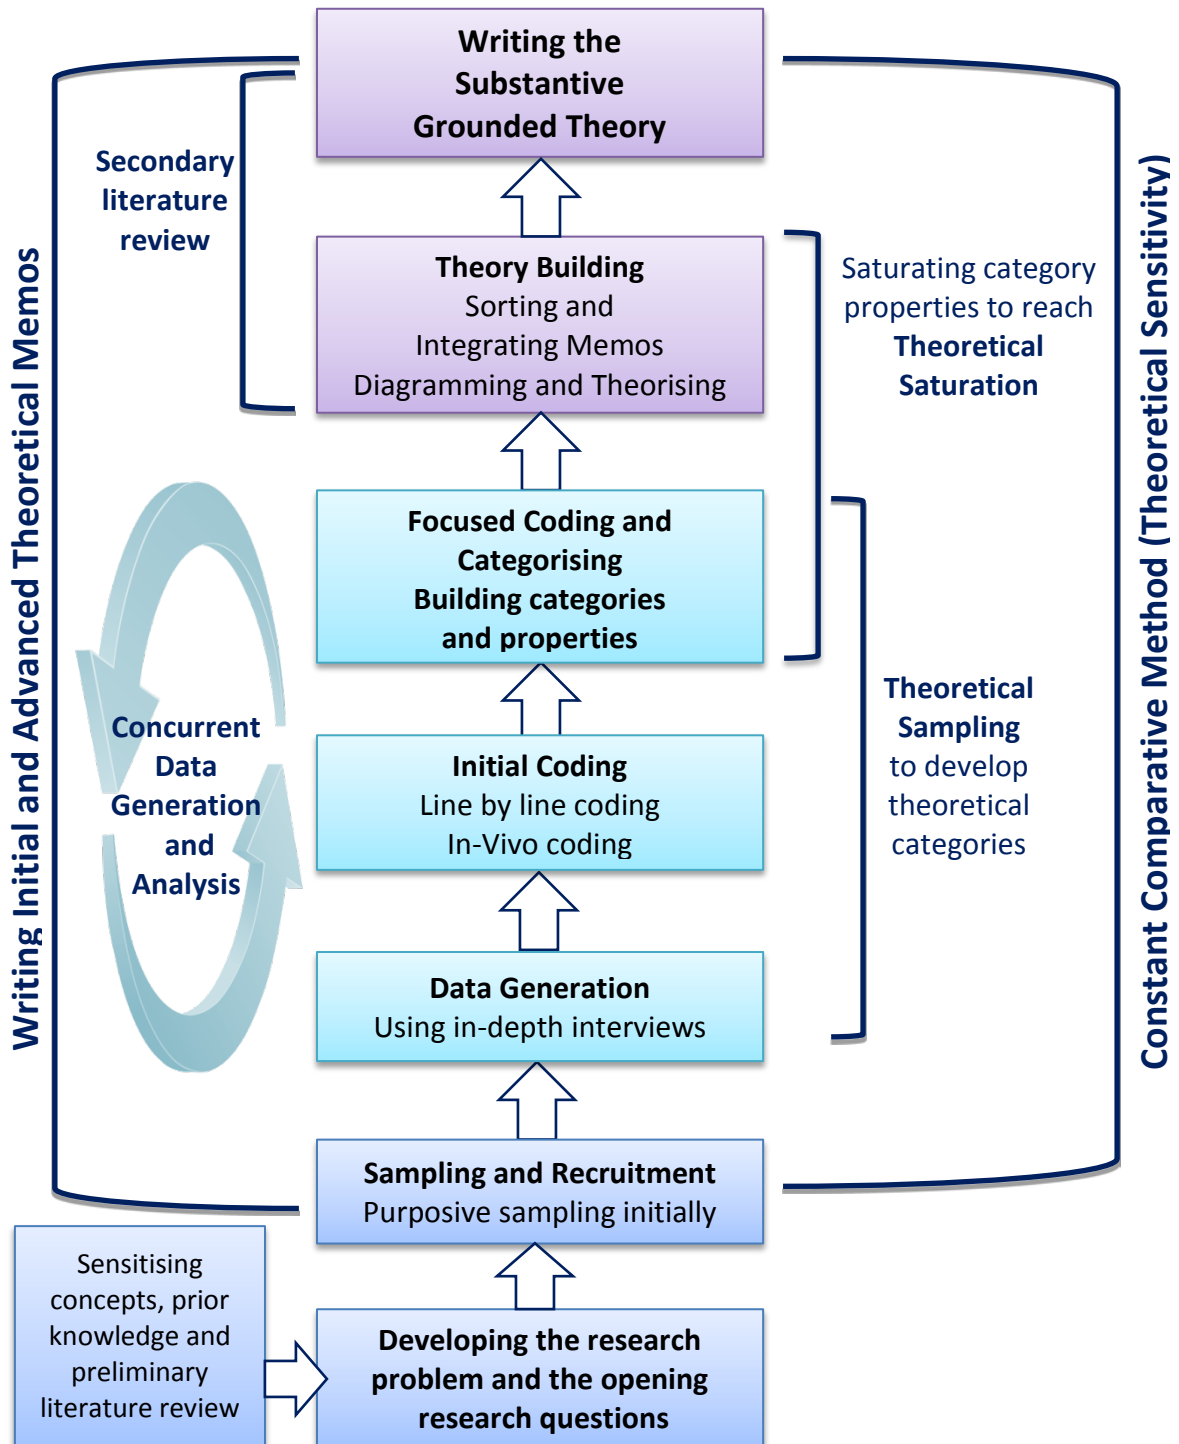 Writing the
Substantive
Grounded Theory
Secondary
literature
review
Theory Building
Sorting and
Integrating Memos
Diagramming and Theorising
Saturating category
properties to reach
Theoretical
Saturation
Writing Initial and Advanced Theoretical Memos
Constant Comparative Method (Theoretical Sensitivity)
Focused Coding and
Categorising
Building categories
and properties
Concurrent
Data
Generation
and
Analysis
Initial Coding
Line by line coding
In-Vivo coding
Theoretical
Sampling
to develop
theoretical
categories
Data Generation
Using in-depth interviews
Sampling and Recruitment
Purposive sampling initially
Sensitising
concepts, prior
knowledge and
preliminary
literature review
Developing the research
problem and the opening
research questions